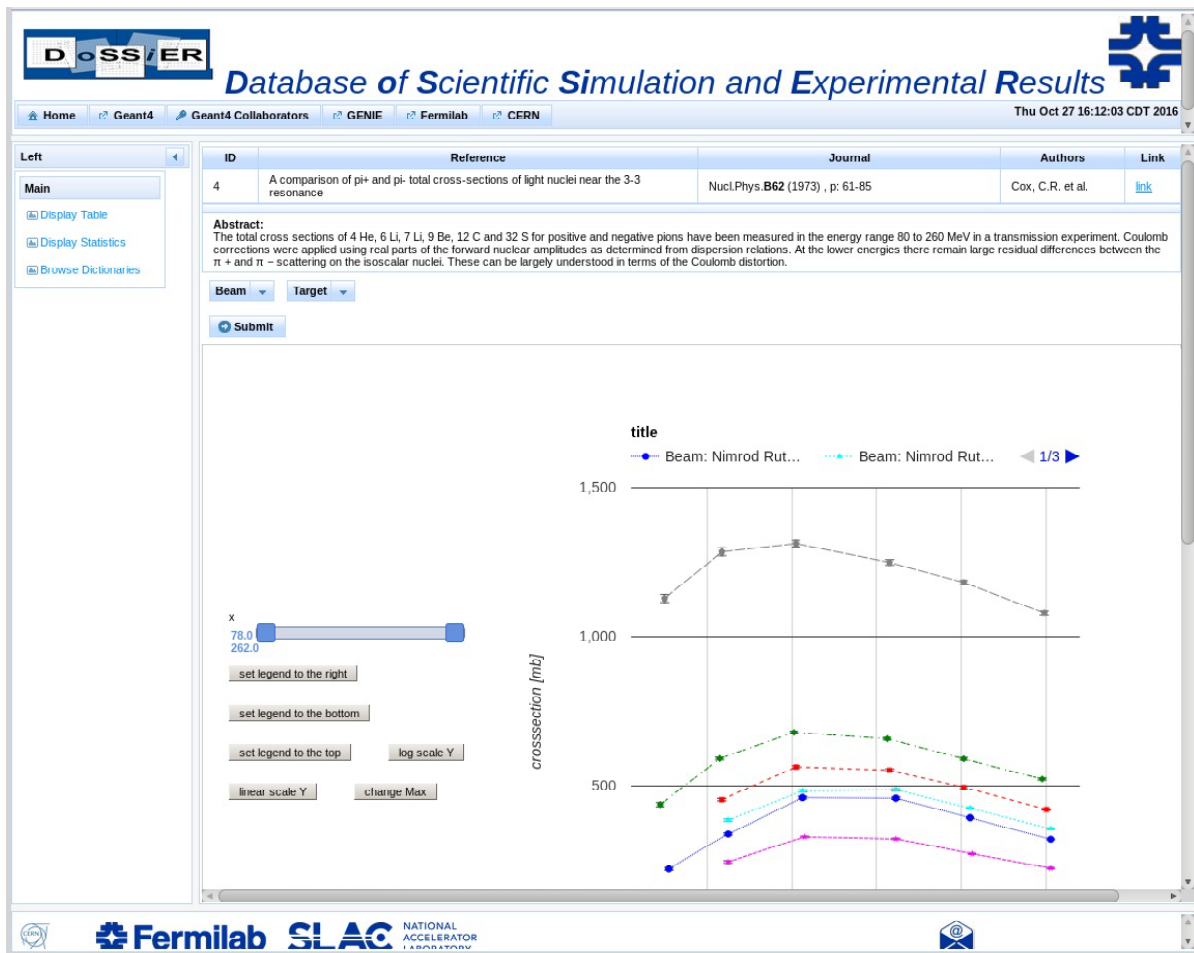 DoSSiER
Database of Scientific Simulation and Experimental Results
Home Geant4 Geant4 Collaborators GENIE Fermilab CERN
Thu Oct 27 16:12:03 CDT 2016
Left
Main
Display Table
Display Statistics
Browse Dictionaries
ID Reference Journal Authors Link
4 A comparison of pi+ and pi- total cross-sections of light nuclei near the 3-3
resonance
Nucl.Phys.B62 (1973) , p: 61-85 Cox, C.R. et al. link
Abstract:
The total cross sections of 4 He, 6 Li, 7 Li, 9 Be, 12 C and 32 S for positive and negative pions have been measured in the energy range 80 to 260 MeV in a transmission experiment. Coulomb
corrections were applied using real parts of the forward nuclear amplitudes as determined from dispersion relations. At the lower energies there remain large residual differences between the
π + and π − scattering on the isoscalar nuclei. These can be largely understood in terms of the Coulomb distortion.
Beam Target
Submit
title
Beam: Nimrod Rut... Beam: Nimrod Rut... 1/3
1,500
1,000
500
crosssection [mb]
x
78.0
262.0
set legend to the right
set legend to the bottom
set legend to the top log scale Y
linear scale Y change Max
CERN
Fermilab
SLAC NATIONAL
ACCELERATOR
LABORATORY
@